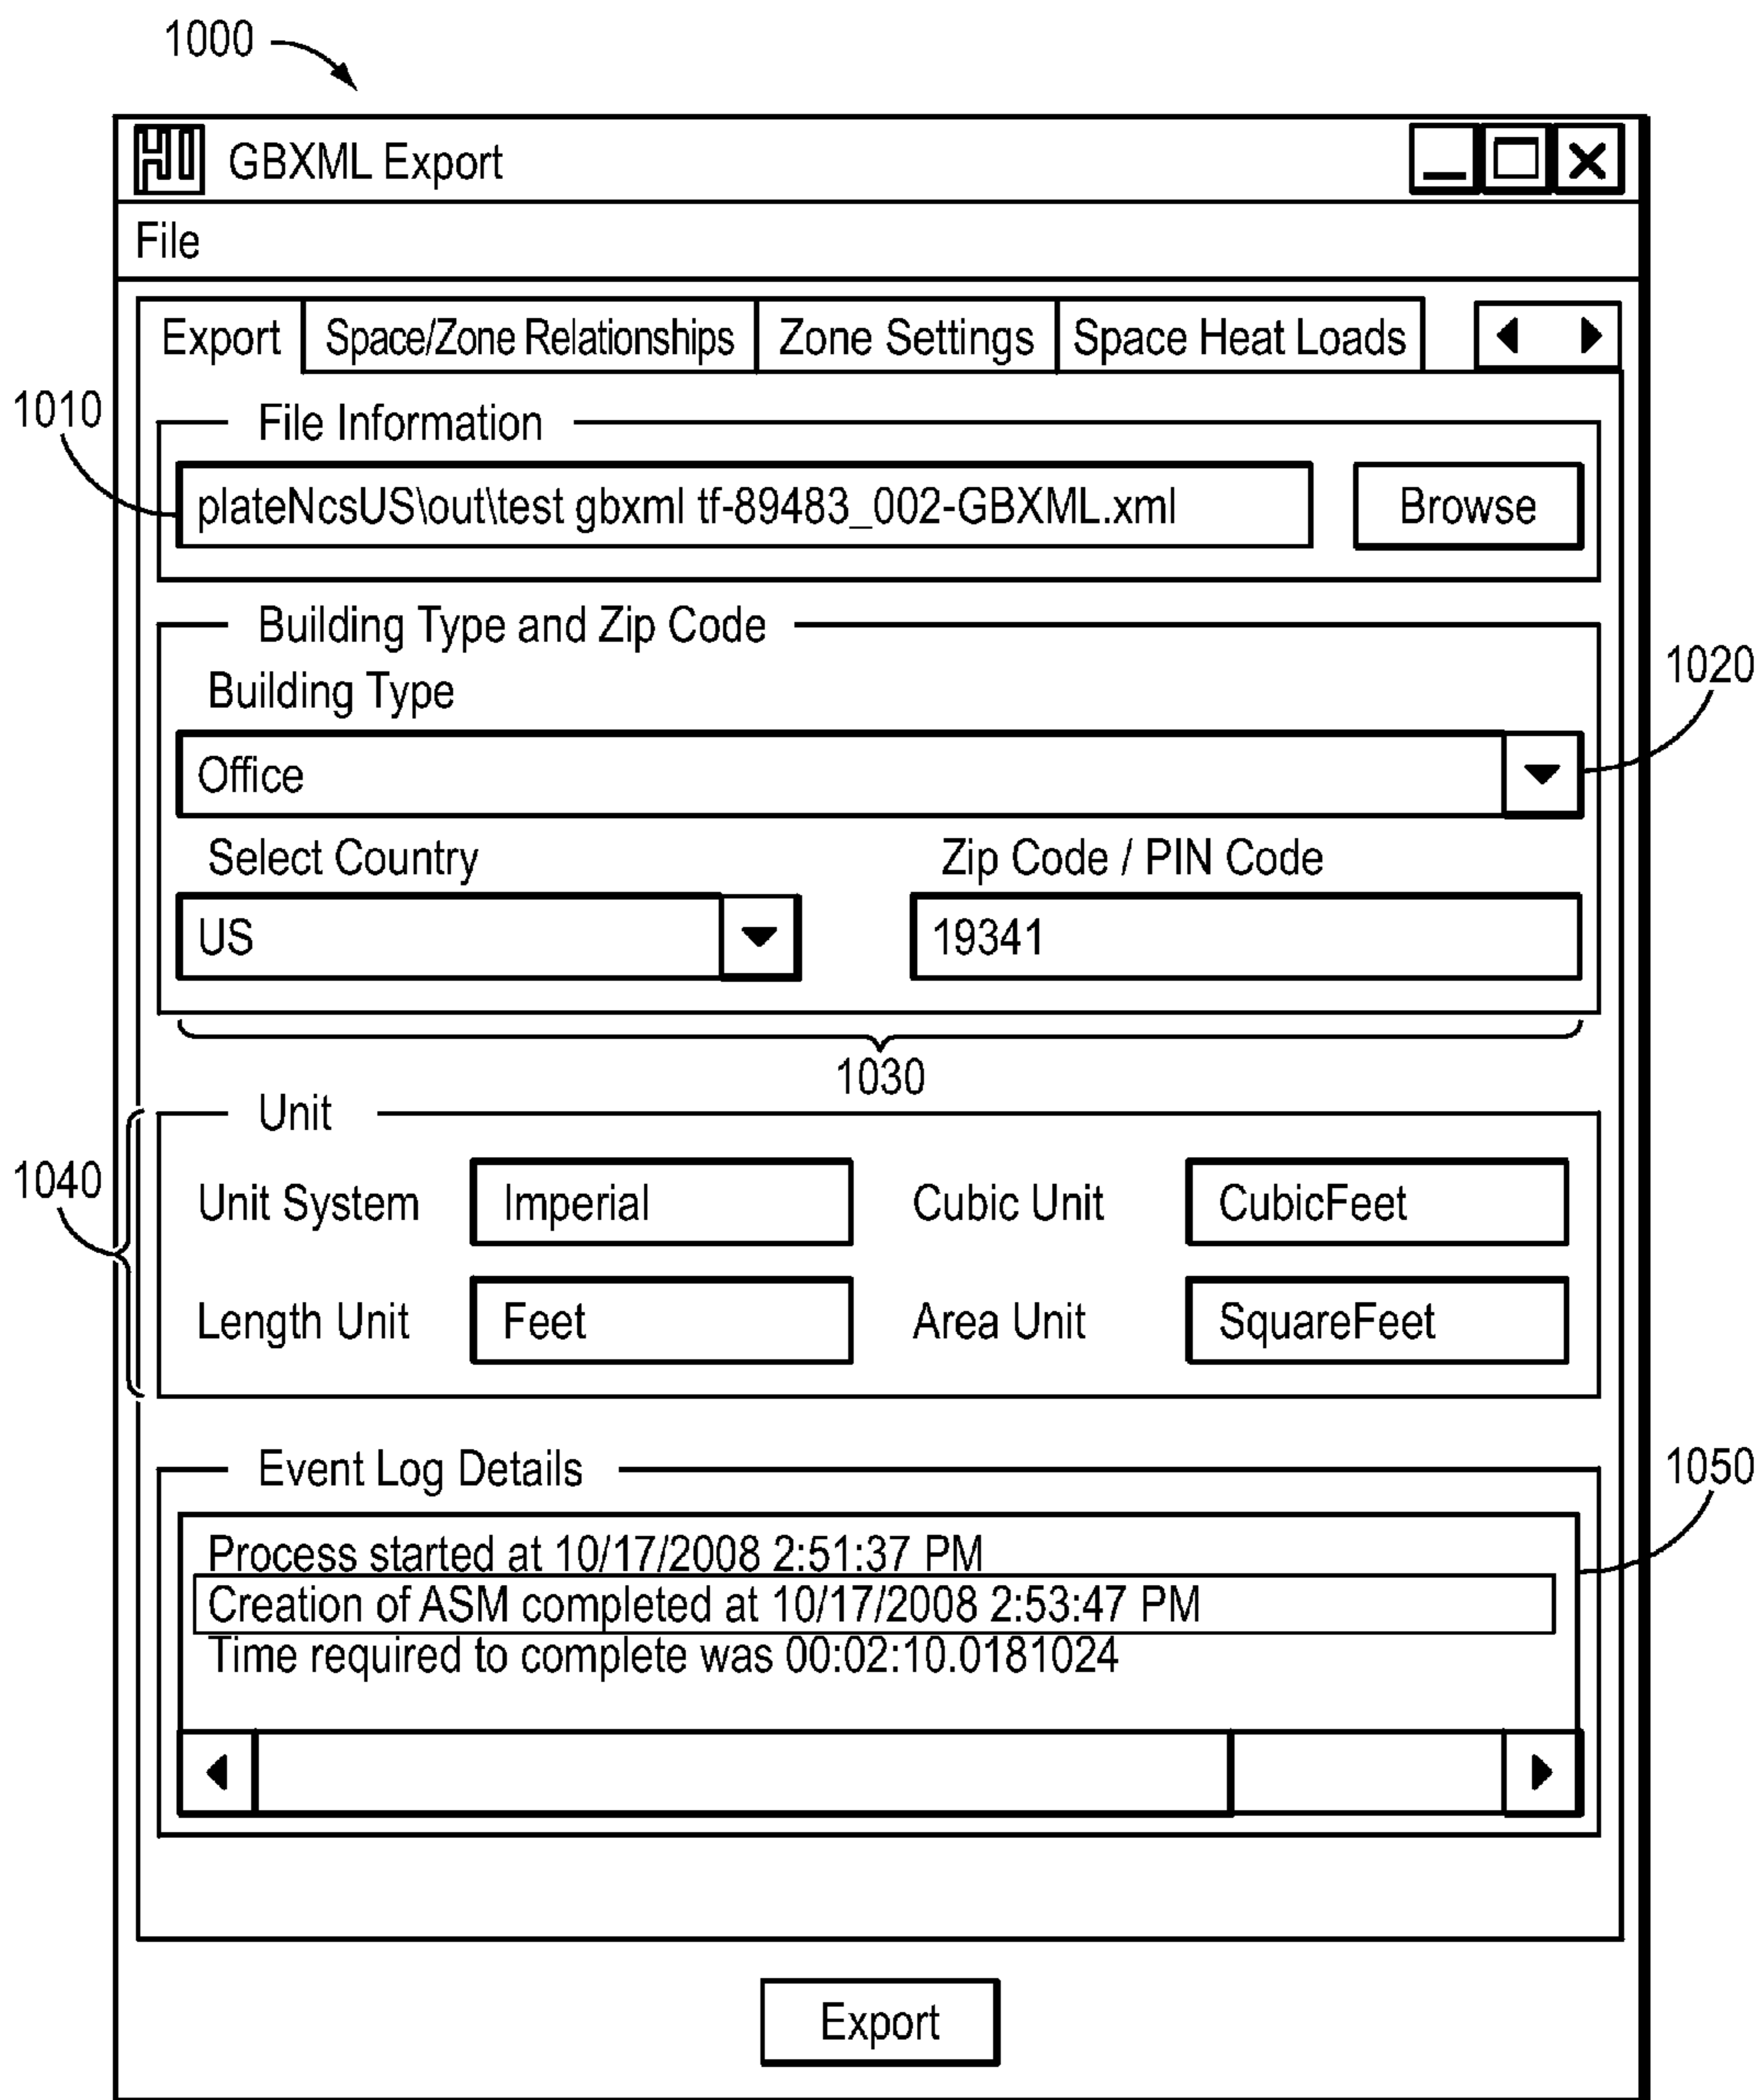 1000
GBXML Export
File
Export Space/Zone Relationships Zone Settings Space Heat Loads
1010
File Information
plateNcsUS\out\test gbxml tf-89483_002-GBXML.xml Browse
Building Type and Zip Code
1020
Building Type
Office
Select Country Zip Code / PIN Code
US 19341
1030
Unit
1040
Unit System Imperial Cubic Unit CubicFeet
Length Unit Feet Area Unit SquareFeet
Event Log Details
1050
Process started at 10/17/2008 2:51:37 PM
Creation of ASM completed at 10/17/2008 2:53:47 PM
Time required to complete was 00:02:10.0181024
Export